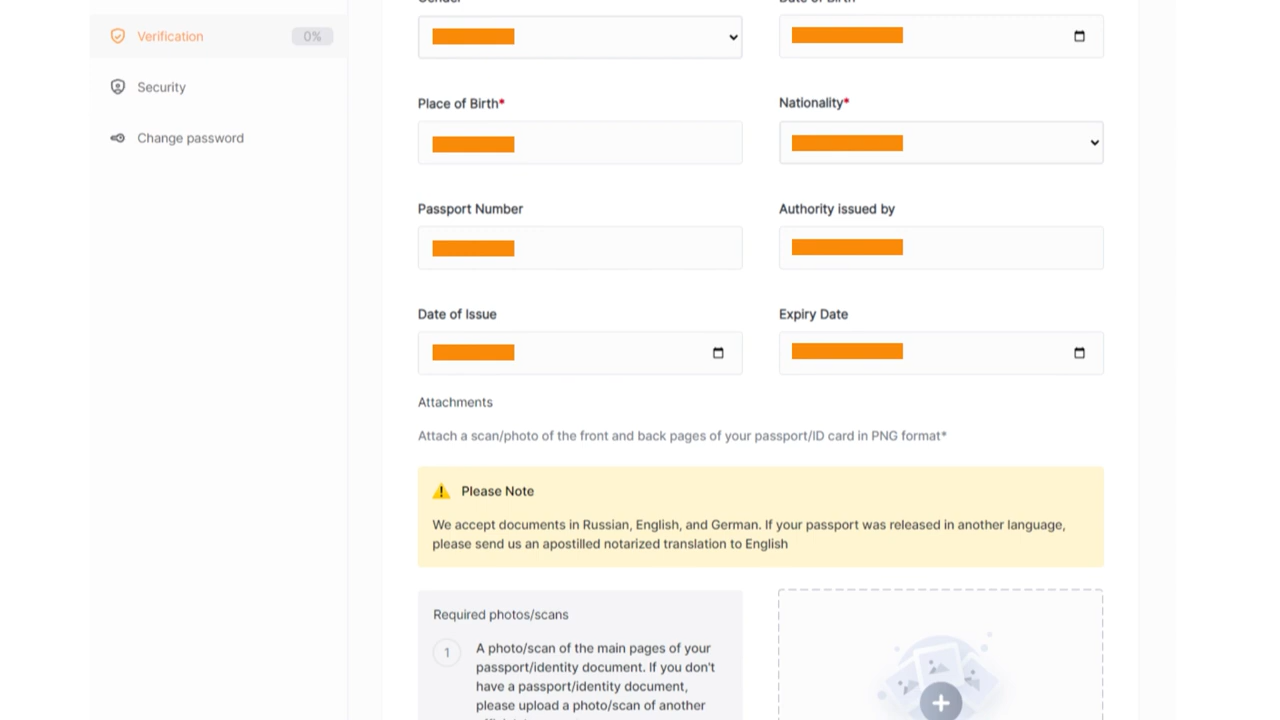 Verification 0%
Security
Change password
Place of Birth*
Nationality*
Passport Number
Authority issued by
Date of Issue
Expiry Date
Attachments
Attach a scan/photo of the front and back pages of your passport/ID card in PNG format*
Please Note
We accept documents in Russian, English, and German. If your passport was released in another language,
please send us an apostilled notarized translation to English
Required photos/scans
1
A photo/scan of the main pages of your
passport/identity document. If you don't
have a passport/identity document,
please upload a photo/scan of another